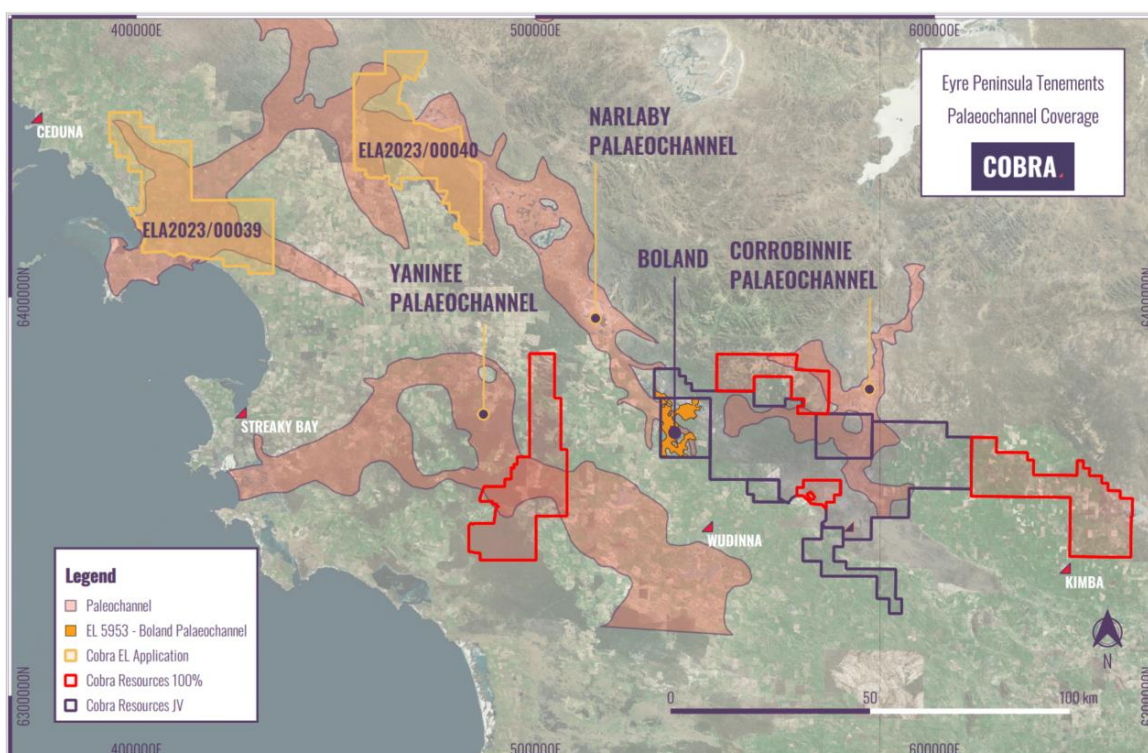 400000E
500000E
600000E
Eyre Peninsula Tenements
Palaeochannel Coverage
COBRA.
CEDUNA
NARLABY
PALAEOCHANNEL
ELA2023/00040
ELA2023/00039
YANINEE
PALAEOCHANNEL
BOLAND
CORROBINNIE
PALAEOCHANNEL
6400000N
6400000N
STREAKY BAY
WUDINNA
KIMBA
Legend
Paleochannel
EL 5953 - Boland Palaeochannel
Cobra EL Application
Cobra Resources 100%
Cobra Resources JV
N
0
50
100 km
6300000N
6300000N
400000E
500000E
600000E